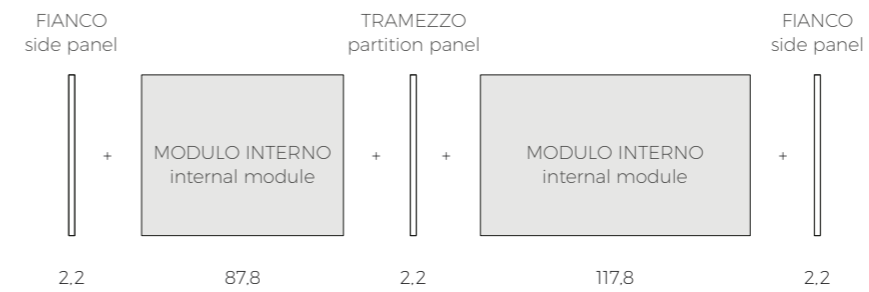 FIANCO
side panel
TRAMEZZO
partition panel
FIANCO
side panel
+
MODULO INTERNO
internal module
+
+
MODULO INTERNO
internal module
+
2,2
87,8
2,2
117,8
2,2